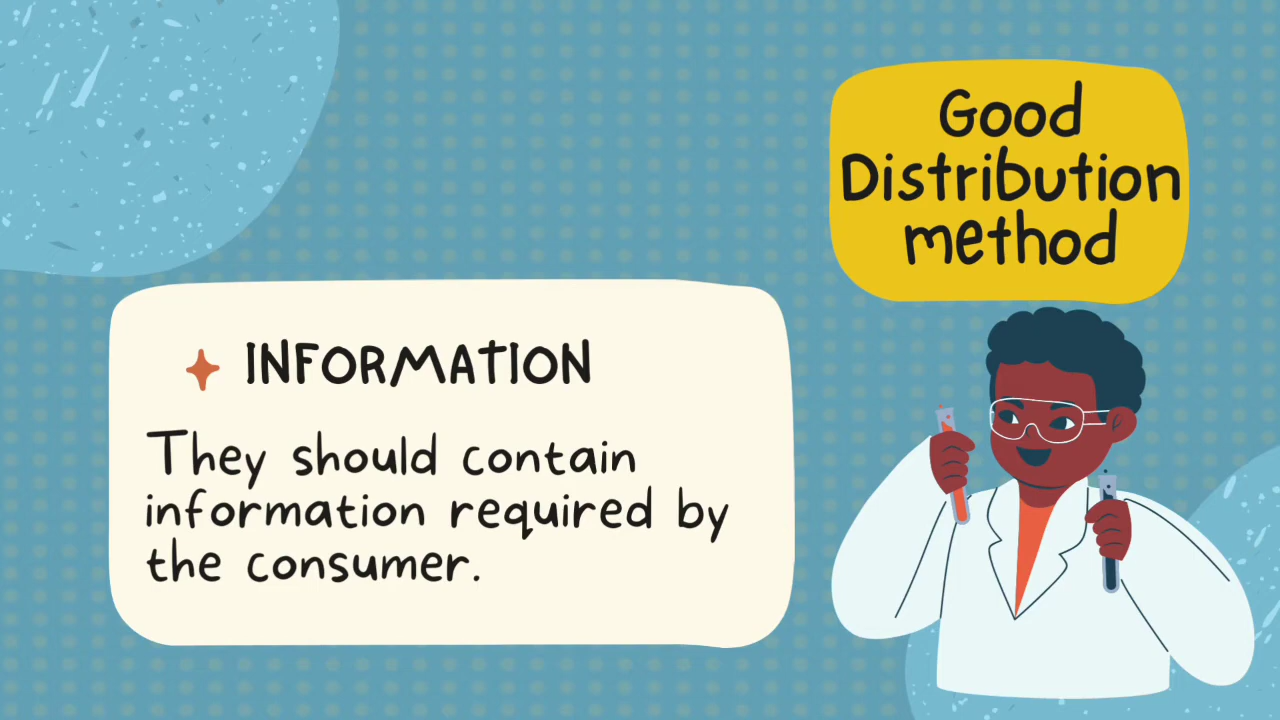 Good
Distribution
method
INFORMATION
They should contain
information required by
the consumer.